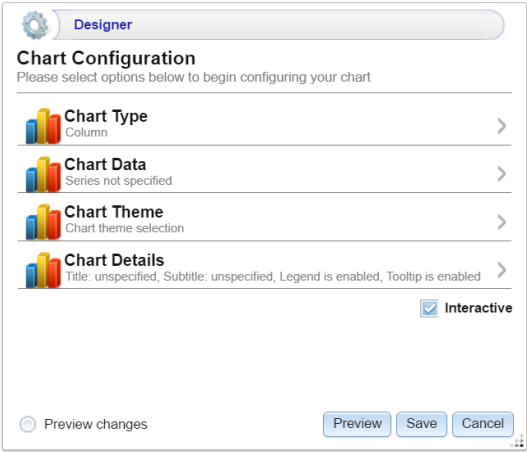 Designer
Chart Configuration
Please select options below to begin configuring your chart
Chart Type
Column
Chart Data
Series not specified
Chart Theme
Chart theme selection
Chart Details
Title: unspecified, Subtitle: unspecified, Legend is enabled, Tooltip is enabled
Interactive
Preview changes
Preview
Save
Cancel